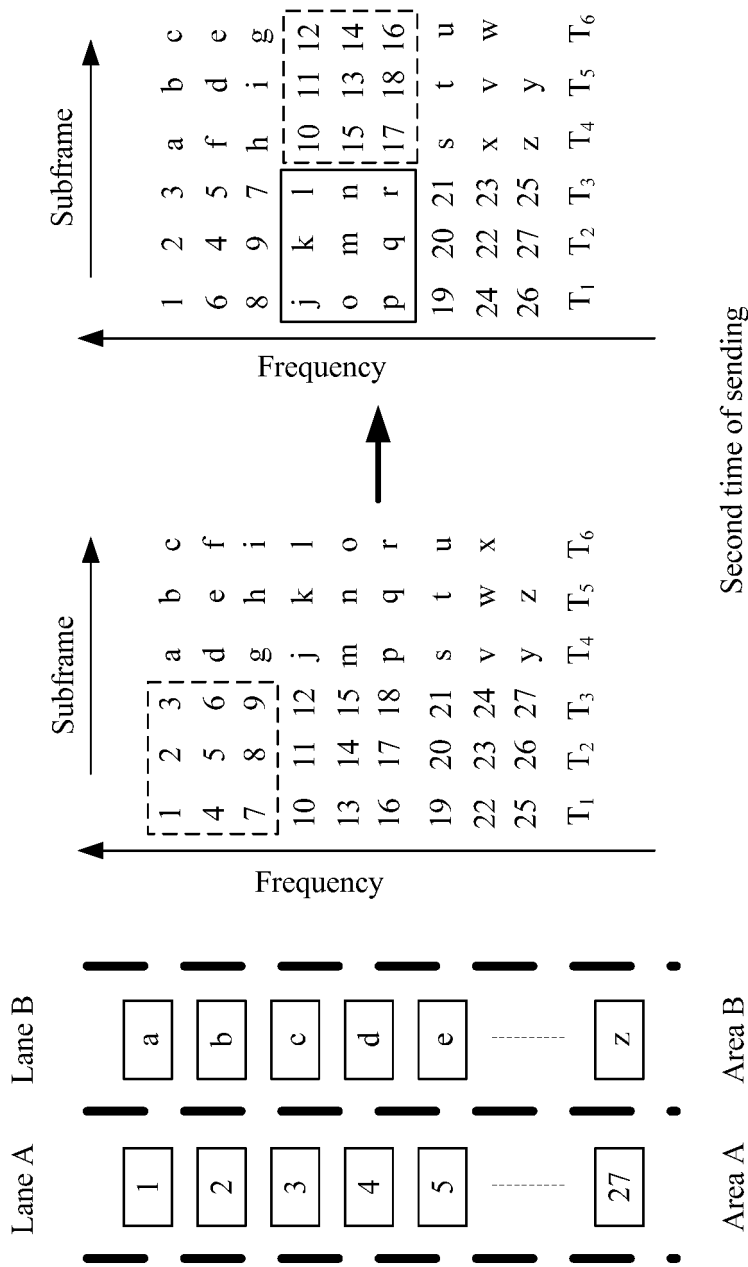 Lane A
Lane B
1 a
2 b
3 c
4 d
5 e
27 z
Area A
Area B
Subframe
Frequency
1 2 3 a b c
4 5 6 d e f
7 8 9 g h i
10 11 12 j k l
13 14 15 m n o
16 17 18 p q r
19 20 21 s t u
22 23 24 v w x
25 26 27 y z
T1 T2 T3 T4 T5 T6
Subframe
Frequency
1 2 3 a b c
6 4 5 f d e
8 9 7 h i g
j k l 10 11 12
o m n 15 13 14
p q r 17 18 16
19 20 21 s t u
24 22 23 x v w
26 27 25 z y
T1 T2 T3 T4 T5 T6
Second time of sending